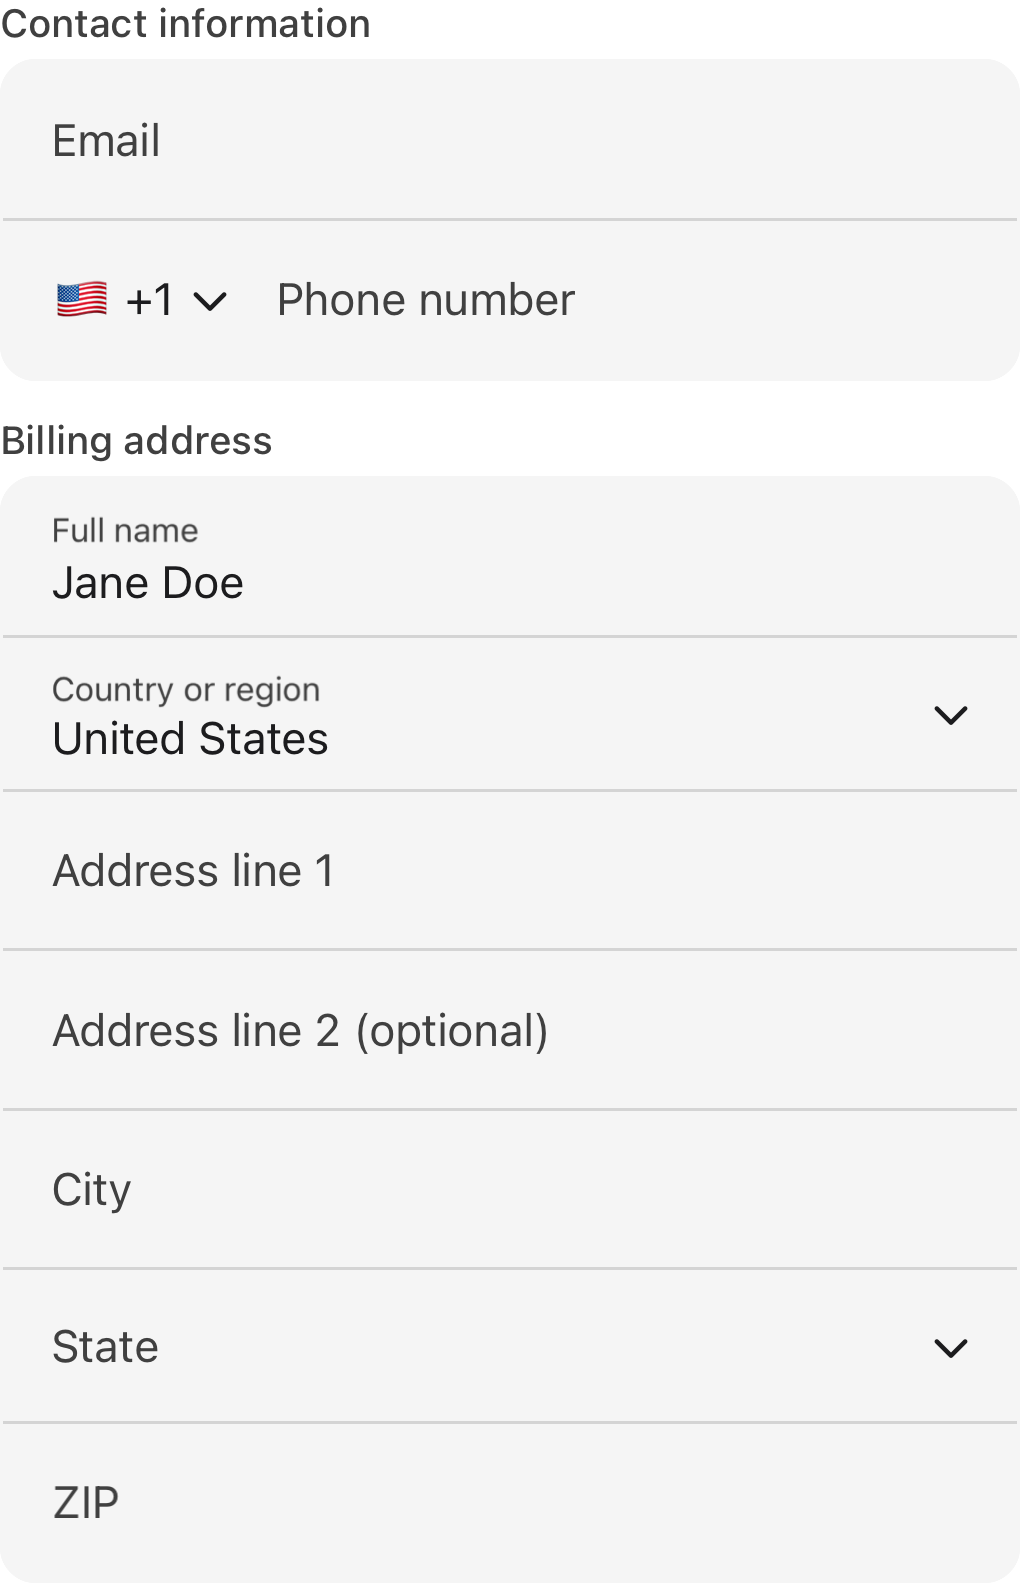 Contact information
Email
+1 Phone number
Billing address
Full name
Jane Doe
Country or region
United States
Address line 1
Address line 2 (optional)
City
State
ZIP